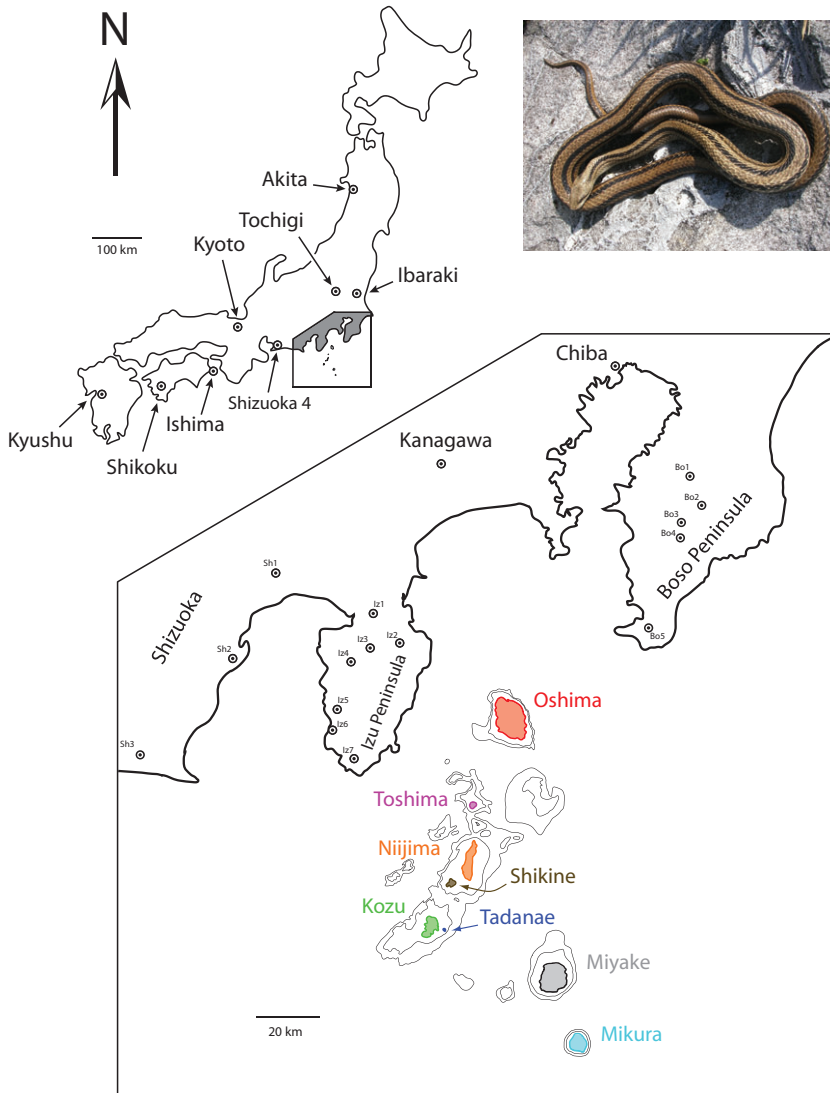 N
Akita
Tochigi
100 km
Kyoto
Ibaraki
Shizuoka 4
Ishima
Kyushu
Shikoku
Chiba
Kanagawa
Bo1
Bo2
Bo3
Bo4
Boso Peninsula
Bo5
Sh1
Shizuoka
Sh2
Sh3
Iz1
Iz2
Iz3
Iz4
Iz5
Iz6
Iz7
Izu Peninsula
Oshima
Toshima
Niijima
Shikine
Kozu
Tadanae
Miyake
20 km
Mikura